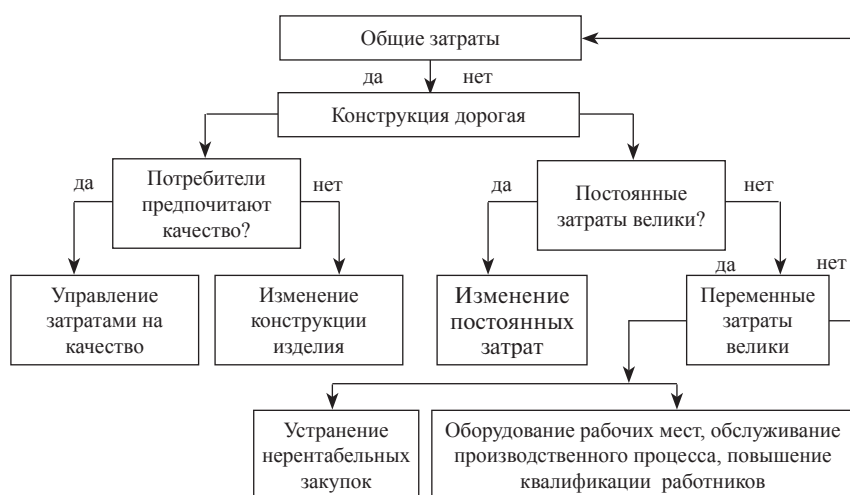 Общие затраты
да нет
Конструкция дорогая
да
Потребители
предпочитают
качество?
нет
да
Постоянные
затраты велики?
нет
Управление
затратами на
качество
Изменение
конструкции
изделия
Изменение
постоянных
затрат
да
нет
Переменные
затраты
велики
Устранение
нерентабельных
закупок
Оборудование рабочих мест, обслуживание
производственного процесса, повышение
квалификации работников